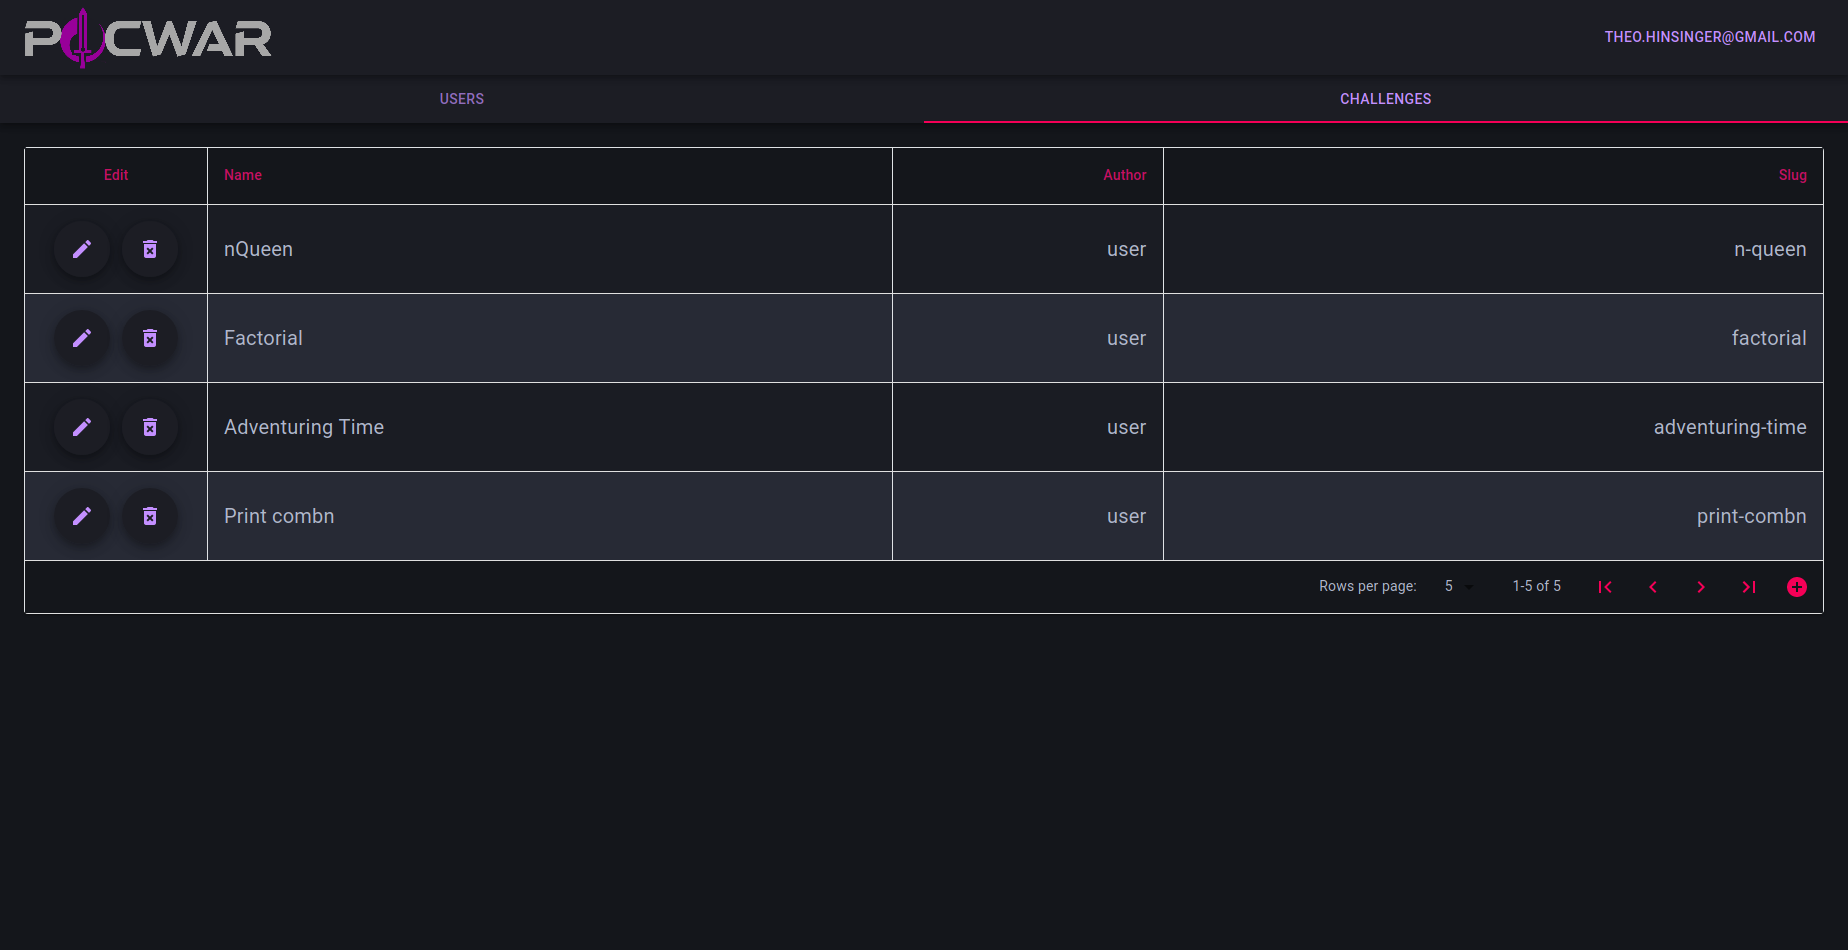 POCWAR
THEO.HINSINGER@GMAIL.COM
USERS CHALLENGES
Edit Name Author Slug
nQueen user n-queen
Factorial user factorial
Adventuring Time user adventuring-time
Print combn user print-combn
Rows per page: 5 1-5 of 5